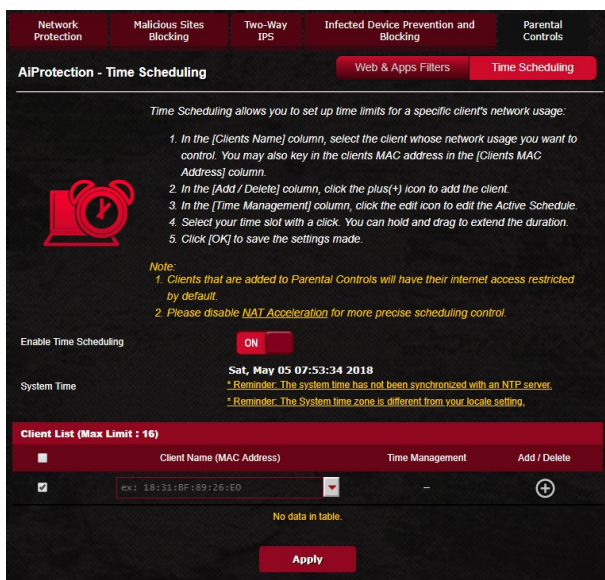 Network Protection
Malicious Sites Blocking
Two-Way IPS
Infected Device Prevention and Blocking
Parental Controls
AiProtection - Time Scheduling
Web & Apps Filters
Time Scheduling
Time Scheduling allows you to set up time limits for a specific client's network usage:
1. In the [Clients Name] column, select the client whose network usage you want to
control. You may also key in the clients MAC address in the [Clients MAC
Address] column.
2. In the [Add / Delete] column, click the plus(+) icon to add the client.
3. In the [Time Management] column, click the edit icon to edit the Active Schedule.
4. Select your time slot with a click. You can hold and drag to extend the duration.
5. Click [OK] to save the settings made.
Note:
1. Clients that are added to Parental Controls will have their internet access restricted
by default.
2. Please disable NAT Acceleration for more precise scheduling control.
Enable Time Scheduling
ON
System Time
Sat, May 05 07:53:34 2018
* Reminder: The system time has not been synchronized with an NTP server.
* Reminder: The System time zone is different from your locale setting.
Client List (Max Limit : 16)
Client Name (MAC Address)
Time Management
Add / Delete
ex: 18:31:BF:89:26:E0
--
No data in table.
Apply